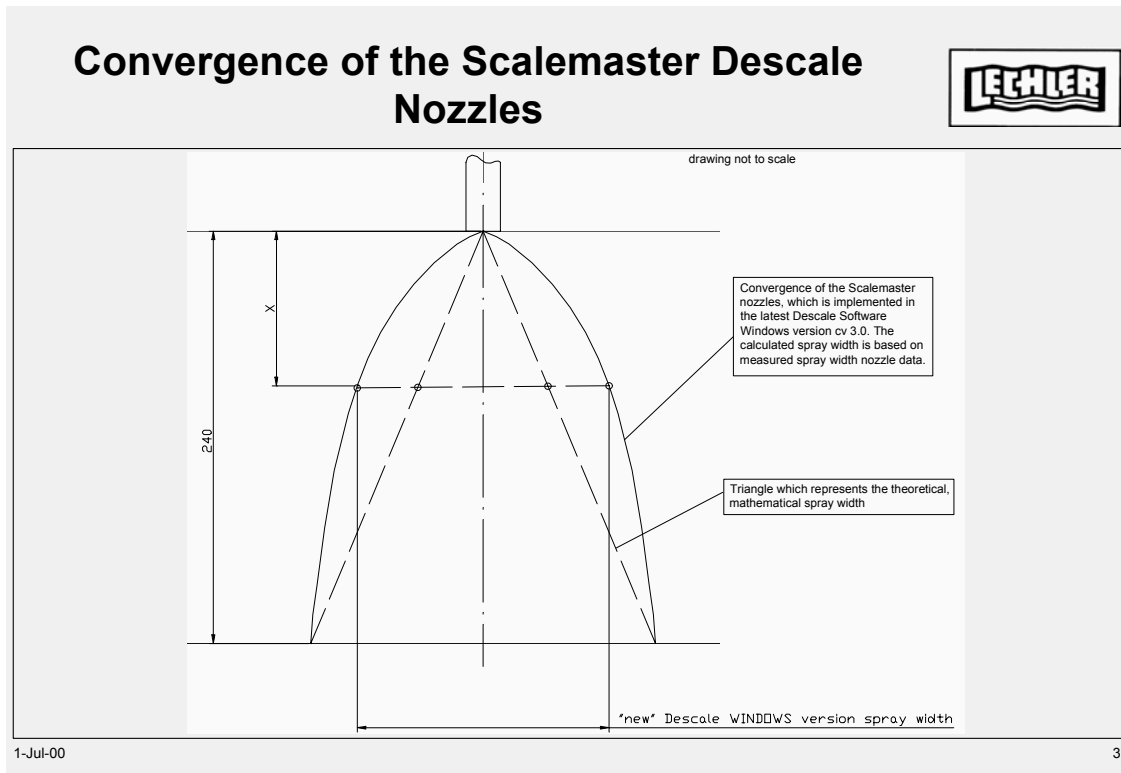 Convergence of the Scalemaster Descale
Nozzles
LECHLER
drawing not to scale
X
240
Convergence of the Scalemaster
nozzles, which is implemented in
the latest Descale Software
Windows version cv 3.0. The
calculated spray width is based on
measured spray width nozzle data.
Triangle which represents the theoretical,
mathematical spray width
"new" Descale WINDOWS version spray width
1-Jul-00
3